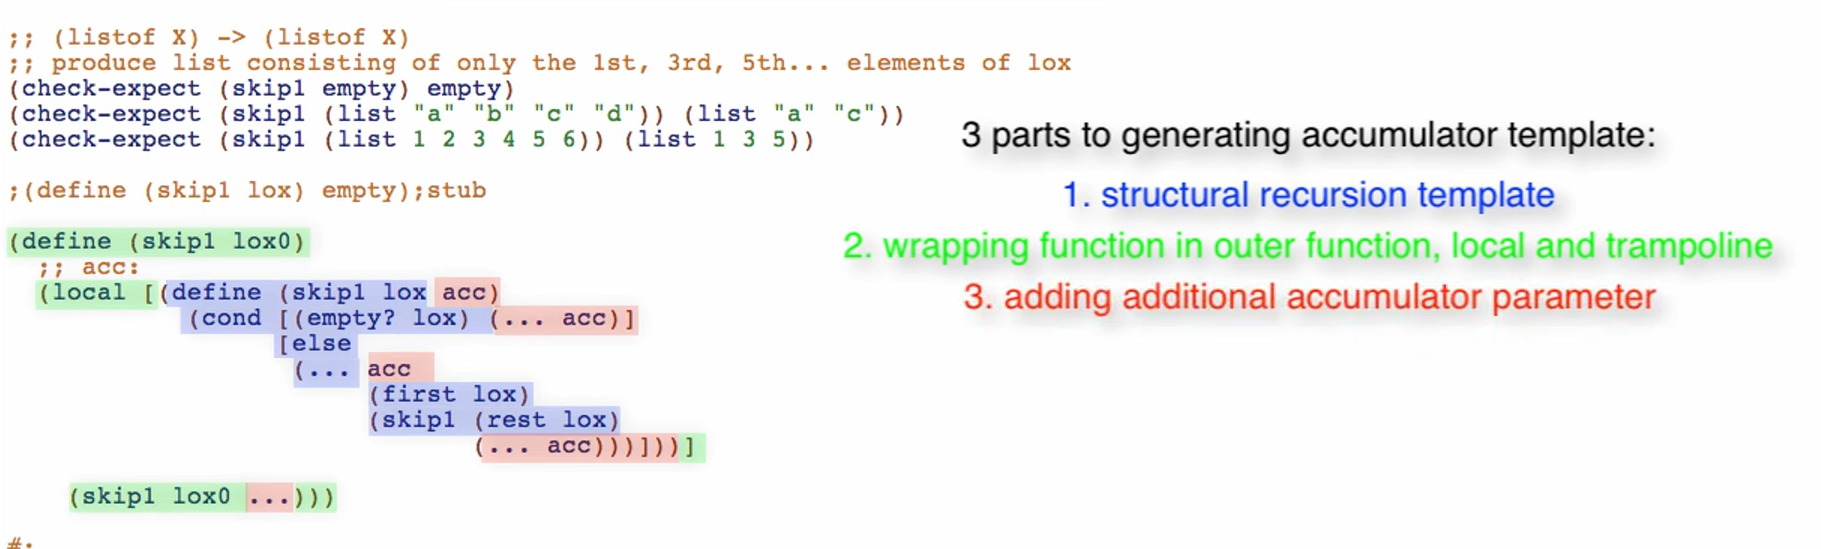 ;; (listof X) -> (listof X)
;; produce list consisting of only the 1st, 3rd, 5th... elements of lox
(check-expect (skip1 empty) empty)
(check-expect (skip1 (list "a" "b" "c" "d")) (list "a" "c"))
(check-expect (skip1 (list 1 2 3 4 5 6)) (list 1 3 5))
;(define (skip1 lox) empty);stub
(define (skip1 lox0)
;; acc:
(local [(define (skip1 lox acc)
(cond [(empty? lox) (... acc)]
[else
(... acc
(first lox)
(skip1 (rest lox)
(... acc)))]))]
(skip1 lox0 ...)))
3 parts to generating accumulator template:
1. structural recursion template
2. wrapping function in outer function, local and trampoline
3. adding additional accumulator parameter